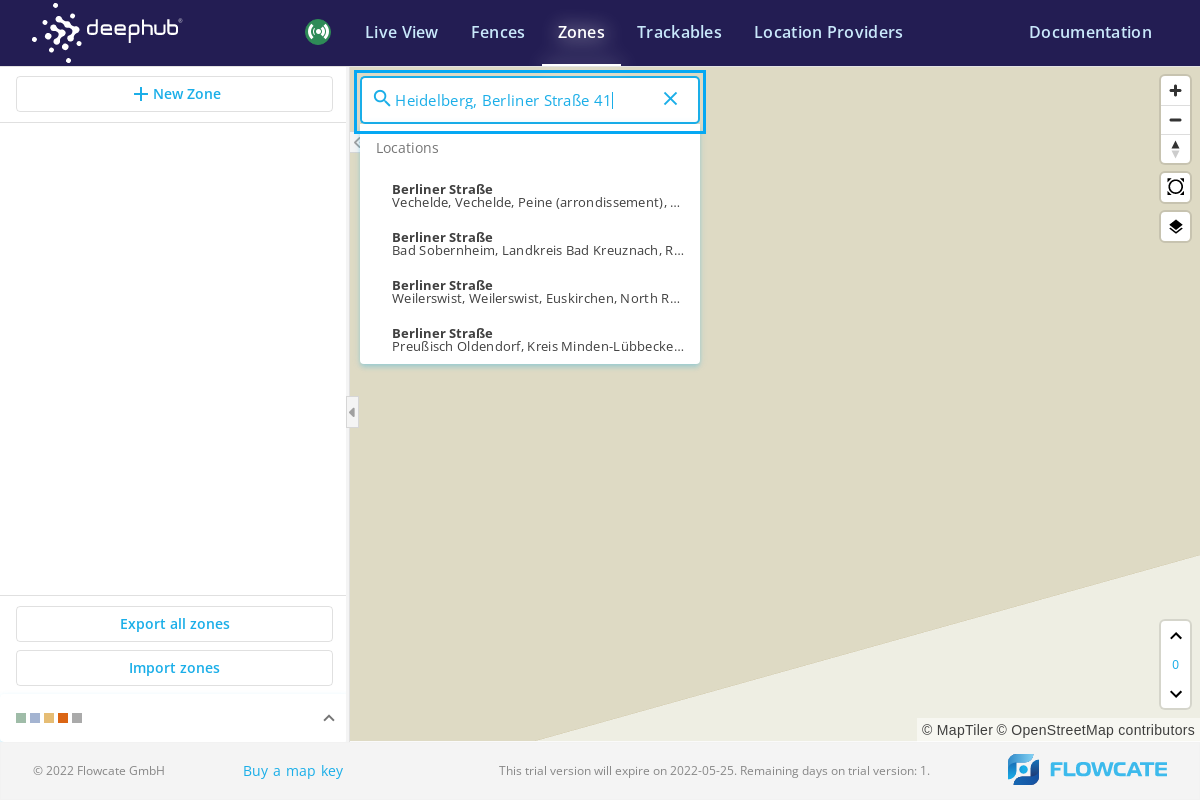 deephub®
Live View
Fences
Zones
Trackables
Location Providers
Documentation
New Zone
Heidelberg, Berliner Straße 41
Locations
Berliner Straße
Vechelde, Vechelde, Peine (arrondissement), ...
Berliner Straße
Bad Sobernheim, Landkreis Bad Kreuznach, R...
Berliner Straße
Weilerswist, Weilerswist, Euskirchen, North R...
Berliner Straße
Preußisch Oldendorf, Kreis Minden-Lübbecke...
Export all zones
Import zones
0
© MapTiler © OpenStreetMap contributors
© 2022 Flowcate GmbH
Buy a map key
This trial version will expire on 2022-05-25. Remaining days on trial version: 1.
FLOWCATE